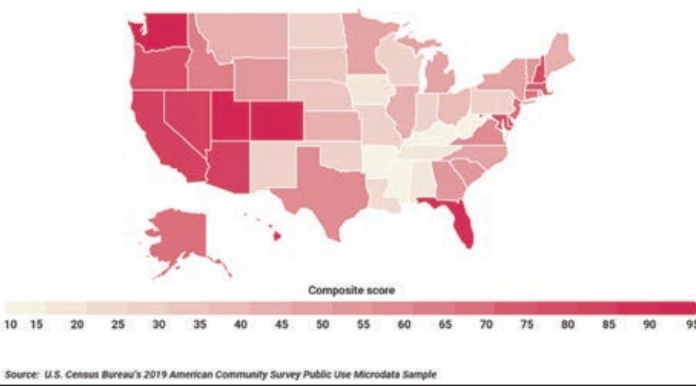 Composite score
10 15 20 25 30 35 40 45 50 55 60 65 70 75 80 85 90 95
Source: U.S. Census Bureau's 2019 American Community Survey Public Use Microdata Sample